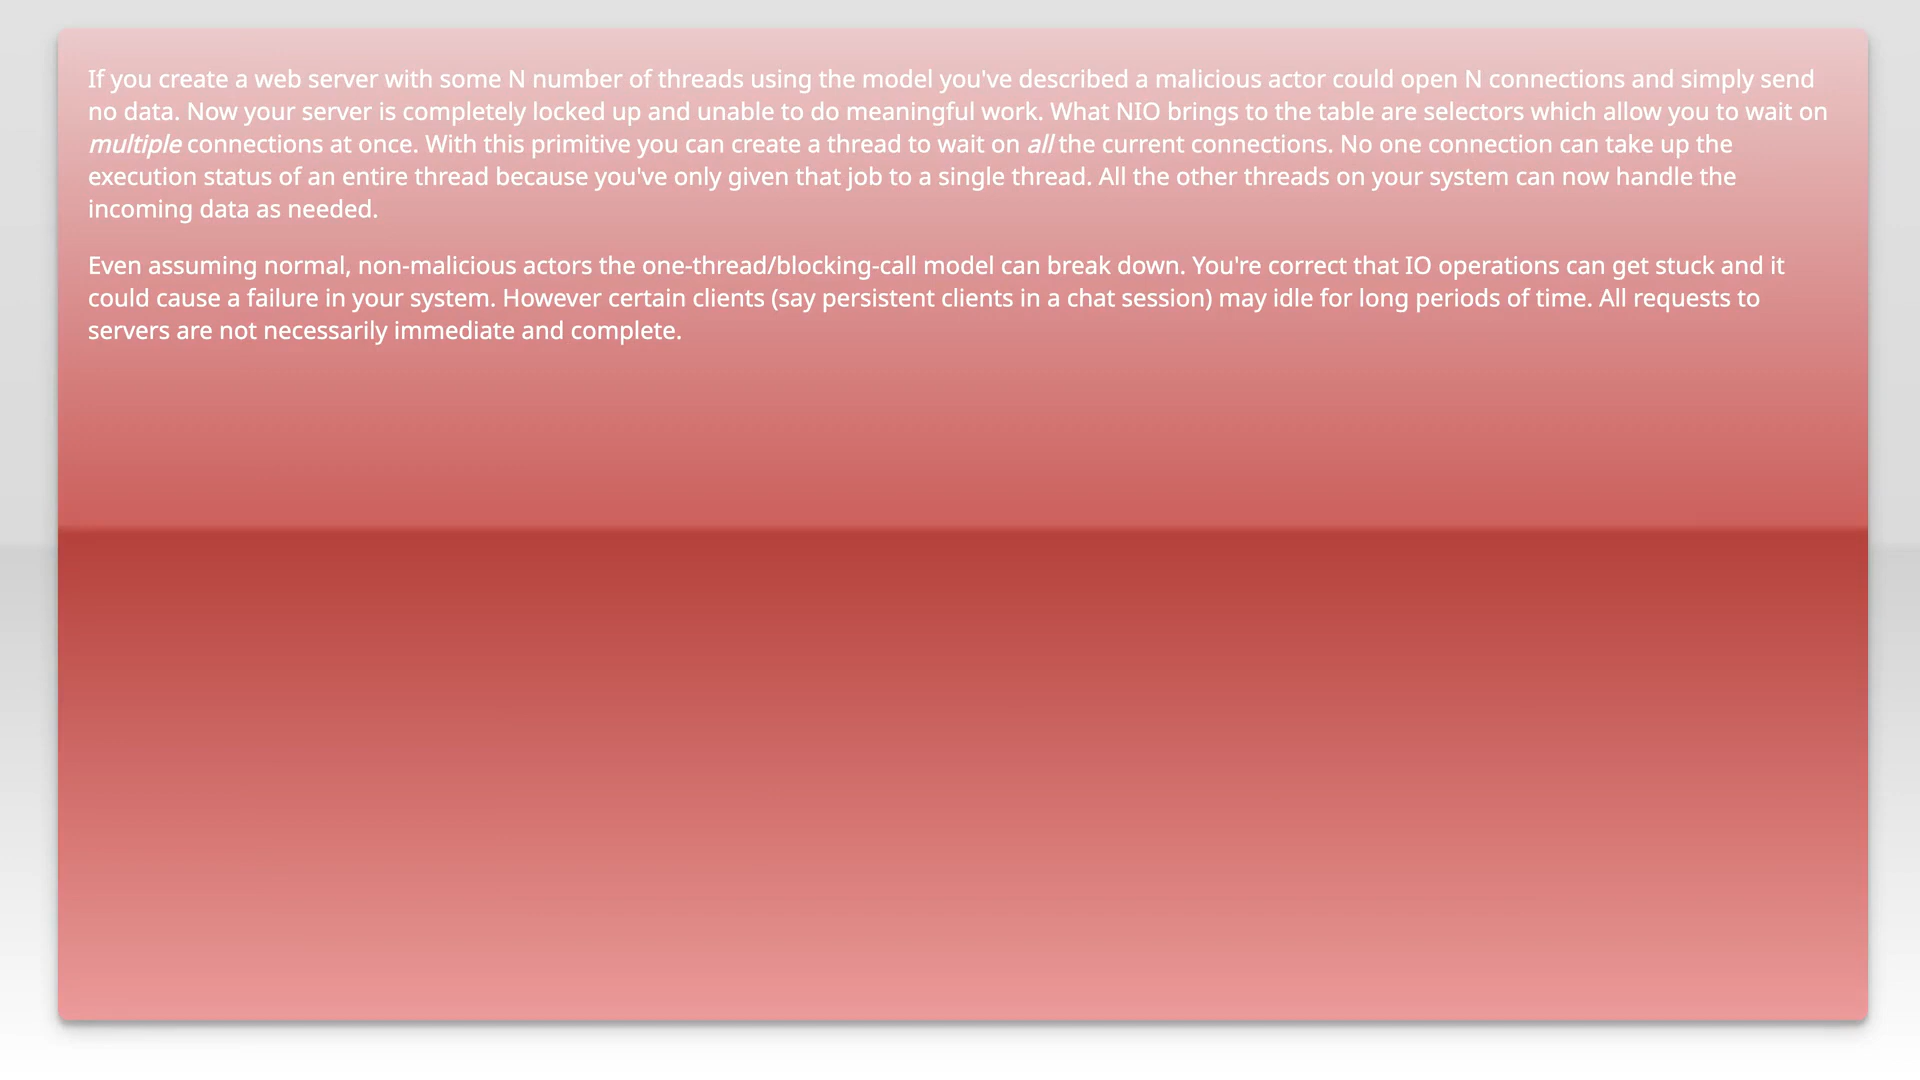 If you create a web server with some N number of threads using the model you've described a malicious actor could open N connections and simply send
no data. Now your server is completely locked up and unable to do meaningful work. What NIO brings to the table are selectors which allow you to wait on
multiple connections at once. With this primitive you can create a thread to wait on all the current connections. No one connection can take up the
execution status of an entire thread because you've only given that job to a single thread. All the other threads on your system can now handle the
incoming data as needed.
Even assuming normal, non-malicious actors the one-thread/blocking-call model can break down. You're correct that IO operations can get stuck and it
could cause a failure in your system. However certain clients (say persistent clients in a chat session) may idle for long periods of time. All requests to
servers are not necessarily immediate and complete.